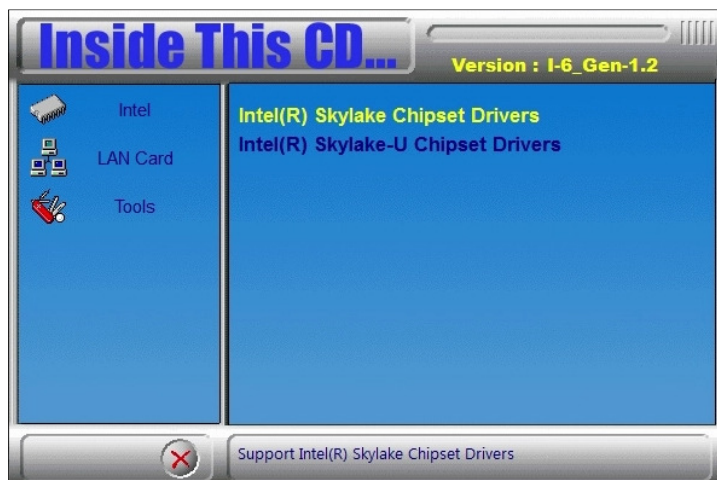 Inside This CD...
Version : I-6_Gen-1.2
Intel
LAN Card
Tools
Intel(R) Skylake Chipset Drivers
Intel(R) Skylake-U Chipset Drivers
Support Intel(R) Skylake Chipset Drivers